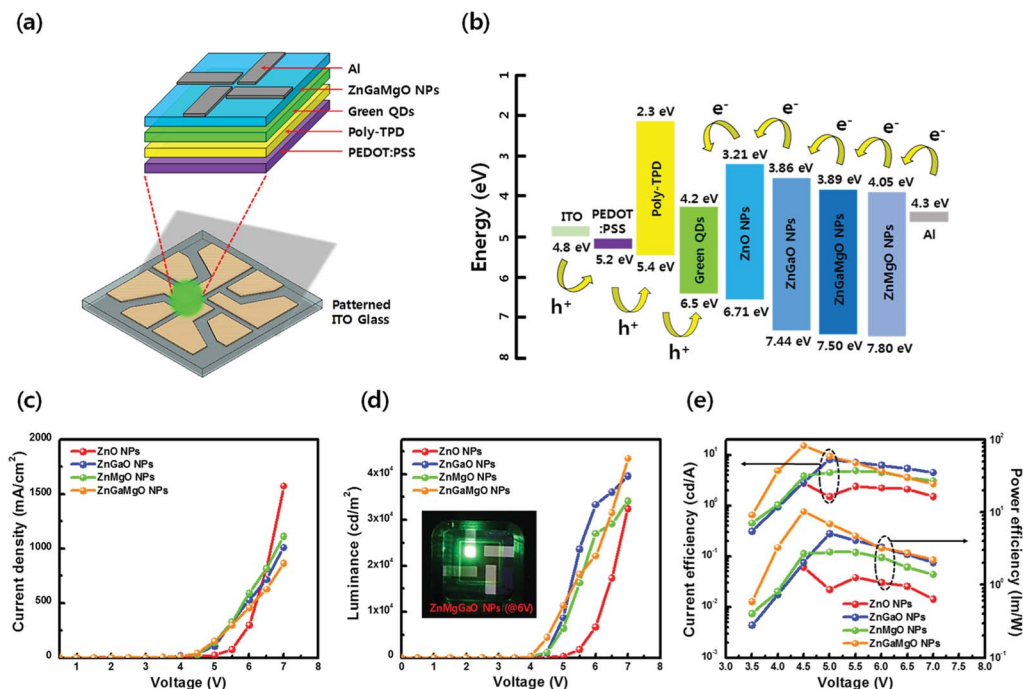 (a)
Al
ZnGaMgO NPs
Green QDs
Poly-TPD
PEDOT:PSS
Patterned
ITO Glass
(b)
Energy (eV)
1
2
3
4
5
6
7
8
ITO
4.8 eV
PEDOT
:PSS
5.2 eV
2.3 eV
Poly-TPD
5.4 eV
4.2 eV
Green QDs
6.5 eV
3.21 eV
ZnO NPs
6.71 eV
3.86 eV
ZnGaO NPs
7.44 eV
3.89 eV
ZnGaMgO NPs
7.50 eV
4.05 eV
ZnMgO NPs
7.80 eV
4.3 eV
Al
e⁻
e⁻
e⁻
e⁻
e⁻
h⁺
h⁺
h⁺
(c)
Current density (mA/cm²)
2000
1500
1000
500
0
ZnO NPs
ZnGaO NPs
ZnMgO NPs
ZnGaMgO NPs
0 1 2 3 4 5 6 7 8
Voltage (V)
(d)
Luminance (cd/m²)
4x10⁴
3x10⁴
2x10⁴
1x10⁴
0
ZnO NPs
ZnGaO NPs
ZnMgO NPs
ZnGaMgO NPs
ZnMgGaO NPs (@6V)
0 1 2 3 4 5 6 7 8
Voltage (V)
(e)
Current efficiency (cd/A)
10¹
10⁰
10⁻¹
10⁻²
10⁻³
Power efficiency (lm/W)
10²
10¹
10⁰
10⁻¹
ZnO NPs
ZnGaO NPs
ZnMgO NPs
ZnGaMgO NPs
3.0 3.5 4.0 4.5 5.0 5.5 6.0 6.5 7.0 7.5 8.0
Voltage (V)